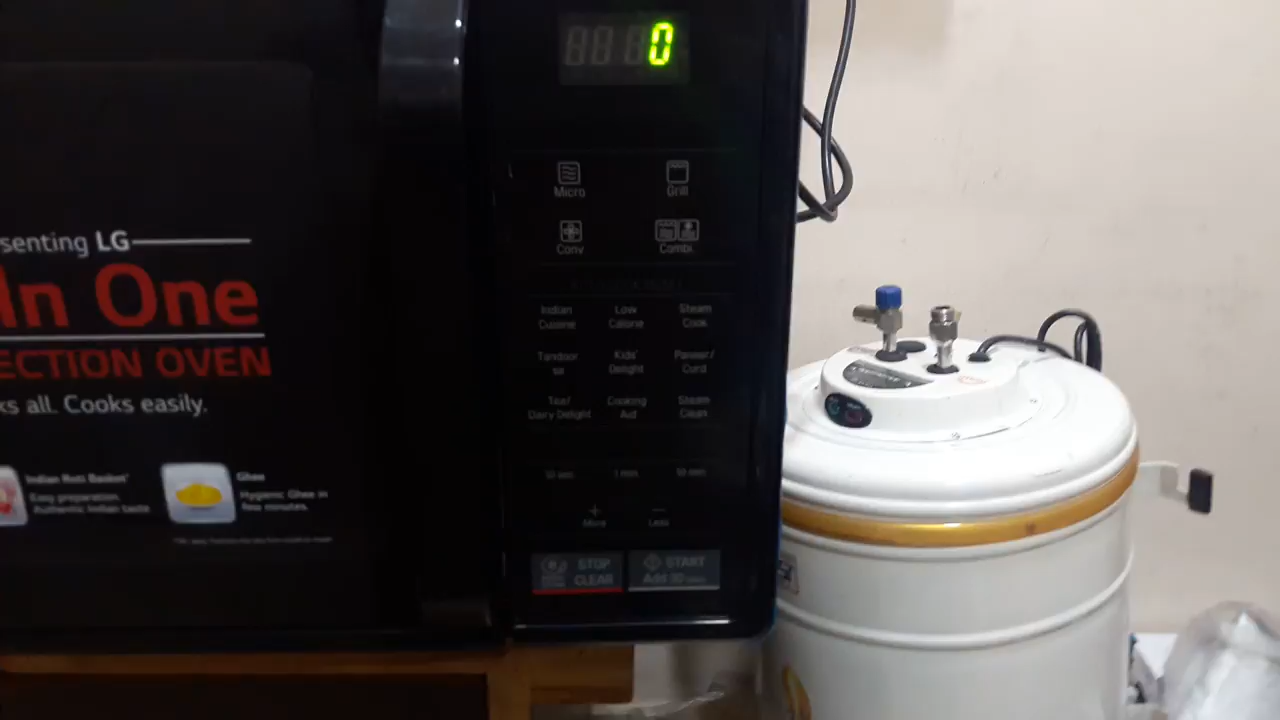 0
Micro
Grill
Conv
Combi
senting LG
In One
ECTION OVEN
ks all. Cooks easily.
Indian Cuisine
Low Calorie
Steam Cook
Tandoor se
Kids' Delight
Paneer/ Curd
Tea/ Dairy Delight
Cooking Aid
Steam Clean
Indian Roti Basket
Easy preparation.
Authentic Indian taste
Ghee
Hygienic Ghee in
few minutes.
10 min
1 min
+
More
−
Less
STOP
CLEAR
START
Add 30